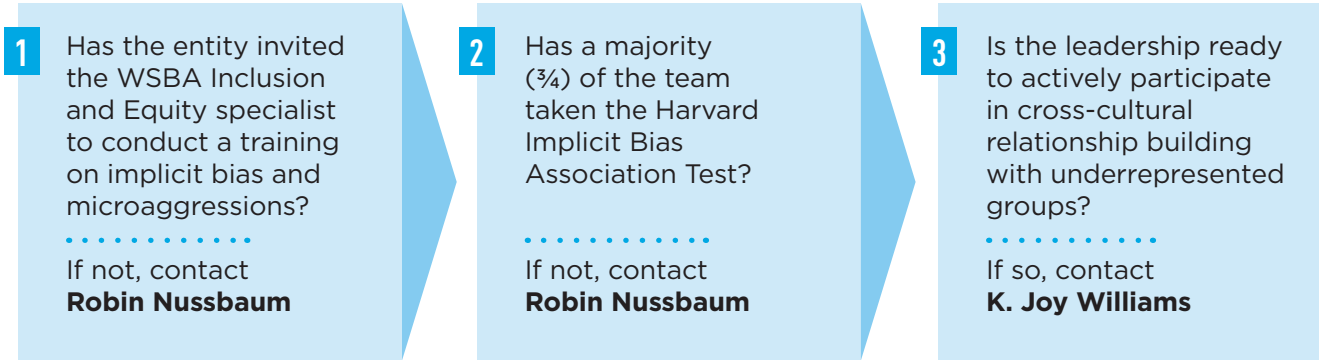 1
Has the entity invited
the WSBA Inclusion
and Equity specialist
to conduct a training
on implicit bias and
microaggressions?
If not, contact
Robin Nussbaum
2
Has a majority
(¾) of the team
taken the Harvard
Implicit Bias
Association Test?
If not, contact
Robin Nussbaum
3
Is the leadership ready
to actively participate
in cross-cultural
relationship building
with underrepresented
groups?
If so, contact
K. Joy Williams